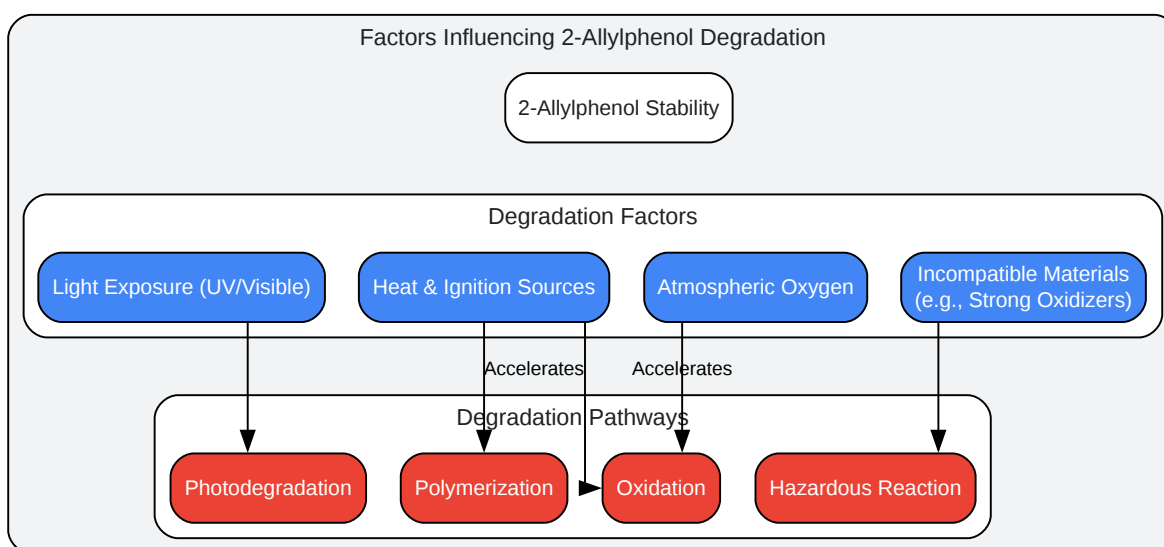 Factors Influencing 2-Allylphenol Degradation
2-Allylphenol Stability
Degradation Factors
Light Exposure (UV/Visible)
Heat & Ignition Sources
Atmospheric Oxygen
Incompatible Materials
(e.g., Strong Oxidizers)
Accelerates
Accelerates
Degradation Pathways
Photodegradation
Polymerization
Oxidation
Hazardous Reaction